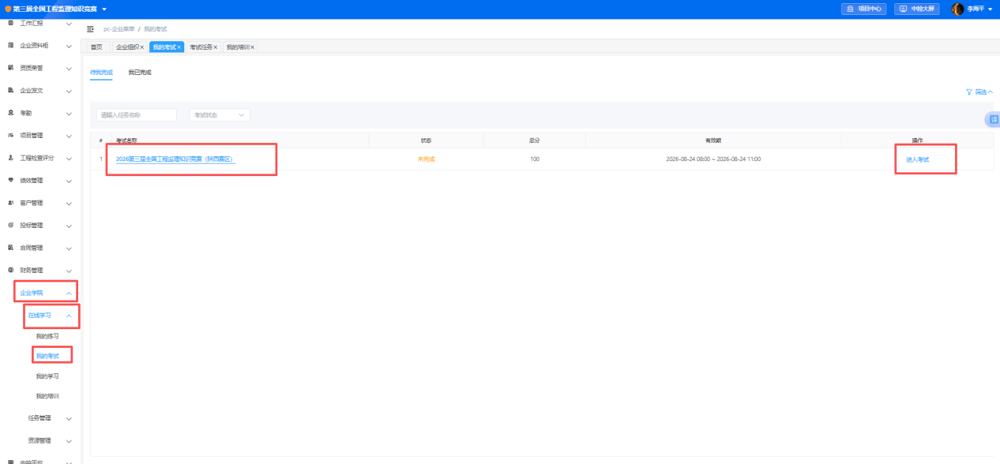 第三届全国工程监理知识竞赛
项目中心
中控大屏
李海平
工作汇报
企业资料柜
资质荣誉
企业发文
考勤
项目管理
工程检查评分
绩效管理
客户管理
投标管理
合同管理
财务管理
企业学院
在线学习
我的练习
我的考试
我的学习
我的培训
任务管理
资源管理
pc-企业菜单 / 我的考试
首页 企业组织× 我的考试× 考试任务× 我的培训×
待我完成 我已完成
筛选
请输入任务名称 考试状态
译
# 考试名称 状态 总分 有效期 操作
1 2026第三届全国工程监理知识竞赛（陕西赛区） 未完成 100 2026-08-24 08:00 ~ 2026-08-24 11:00 进入考试